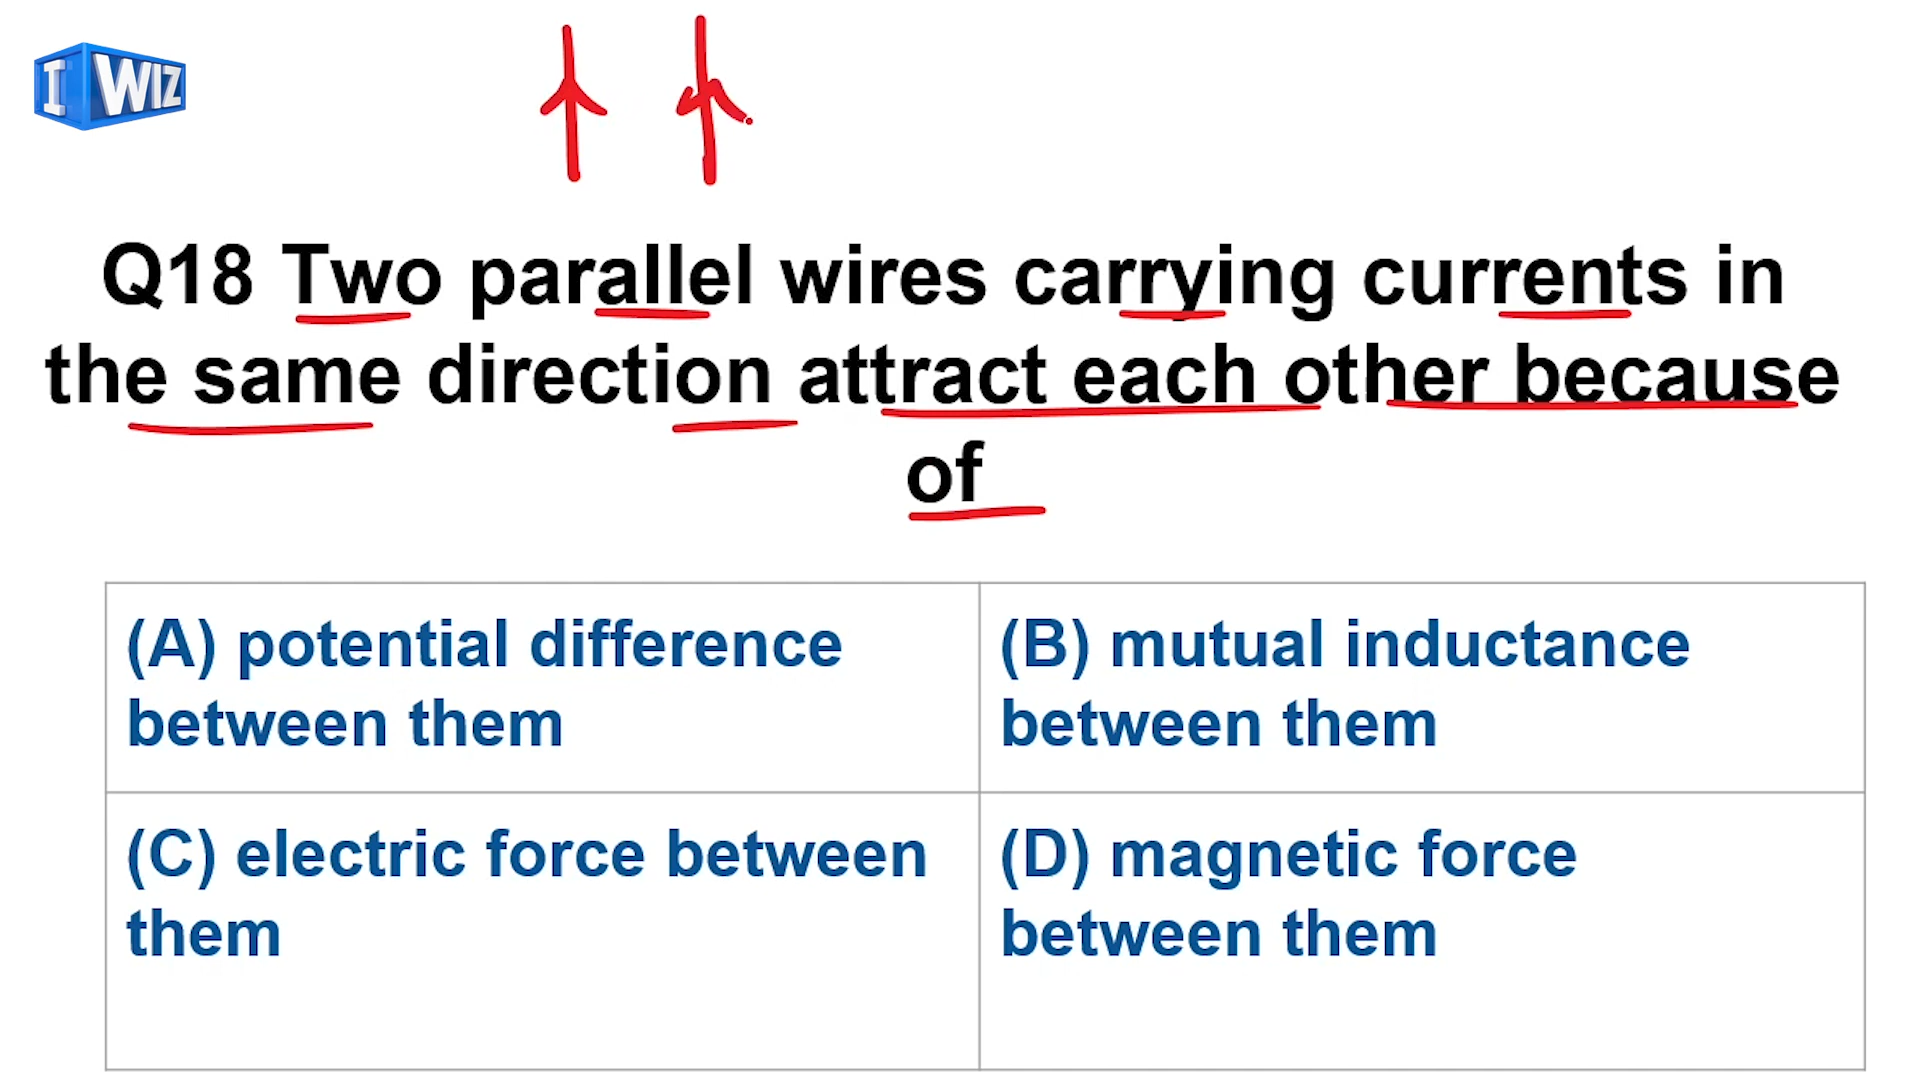 I WIZ
Q18 Two parallel wires carrying currents in
the same direction attract each other because
of
(A) potential difference
between them
(B) mutual inductance
between them
(C) electric force between
them
(D) magnetic force
between them